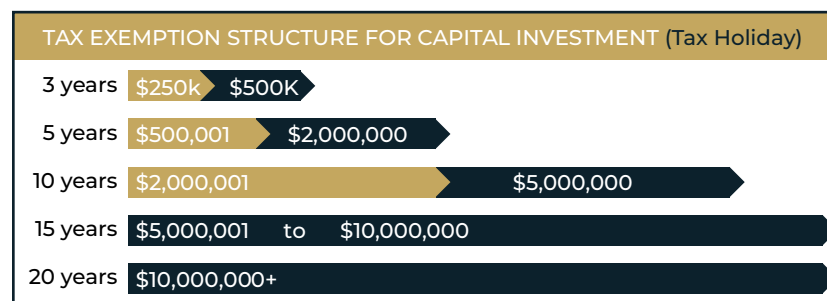 TAX EXEMPTION STRUCTURE FOR CAPITAL INVESTMENT (Tax Holiday)
3 years $250k $500K
5 years $500,001 $2,000,000
10 years $2,000,001 $5,000,000
15 years $5,000,001 to $10,000,000
20 years $10,000,000+